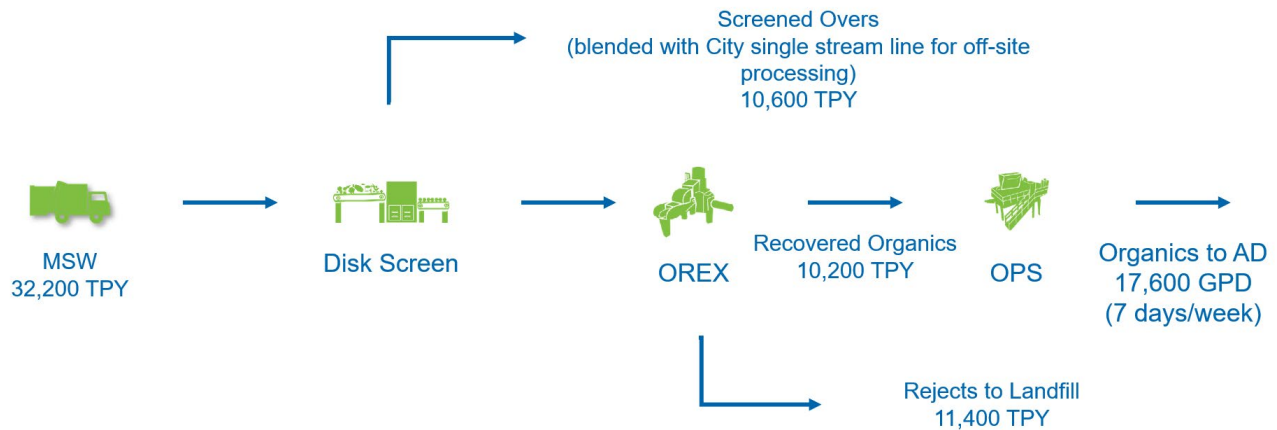 Screened Overs
(blended with City single stream line for off-site
processing)
10,600 TPY
MSW
32,200 TPY
Disk Screen
OREX
Recovered Organics
10,200 TPY
OPS
Organics to AD
17,600 GPD
(7 days/week)
Rejects to Landfill
11,400 TPY